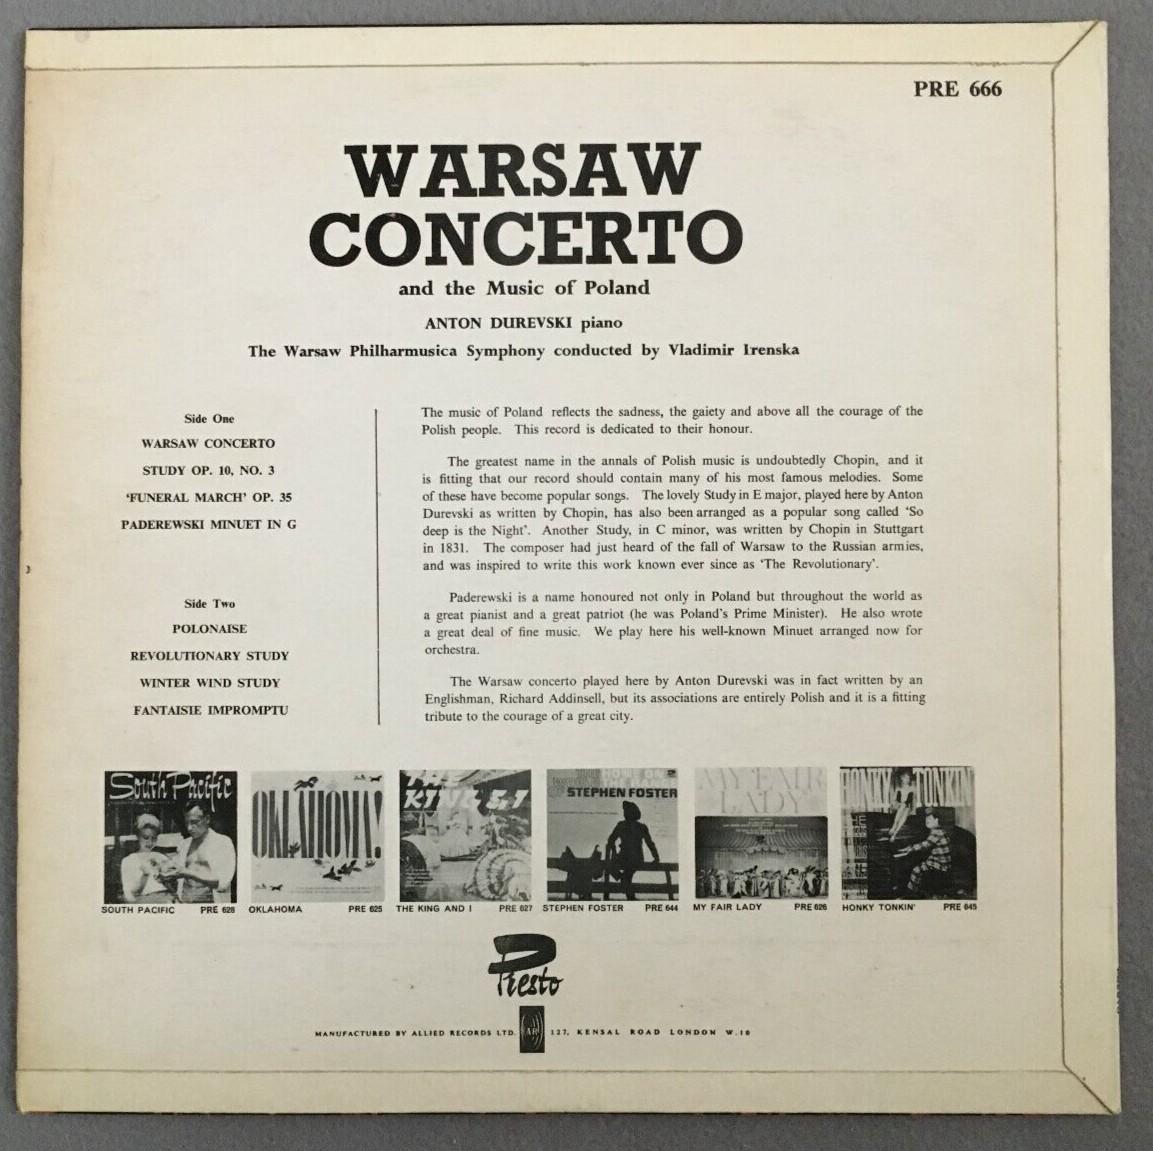 PRE 666
WARSAW
CONCERTO
and the Music of Poland
ANTON DUREVSKI piano
The Warsaw Philharmusica Symphony conducted by Vladimir Irenska
Side One
WARSAW CONCERTO
STUDY OP. 10, NO. 3
'FUNERAL MARCH' OP. 35
PADEREWSKI MINUET IN G
Side Two
POLONAISE
REVOLUTIONARY STUDY
WINTER WIND STUDY
FANTAISIE IMPROMPTU
The music of Poland reflects the sadness, the gaiety and above all the courage of the
Polish people. This record is dedicated to their honour.
The greatest name in the annals of Polish music is undoubtedly Chopin, and it
is fitting that our record should contain many of his most famous melodies. Some
of these have become popular songs. The lovely Study in E major, played here by Anton
Durevski as written by Chopin, has also been arranged as a popular song called 'So
deep is the Night'. Another Study, in C minor, was written by Chopin in Stuttgart
in 1831. The composer had just heard of the fall of Warsaw to the Russian armies,
and was inspired to write this work known ever since as 'The Revolutionary'.
Paderewski is a name honoured not only in Poland but throughout the world as
a great pianist and a great patriot (he was Poland's Prime Minister). He also wrote
a great deal of fine music. We play here his well-known Minuet arranged now for
orchestra.
The Warsaw concerto played here by Anton Durevski was in fact written by an
Englishman, Richard Addinsell, but its associations are entirely Polish and it is a fitting
tribute to the courage of a great city.
South Pacific
OKLAHOMA!
THE
KING & I
STEPHEN FOSTER
MY FAIR
LADY
HONKY TONKIN'
SOUTH PACIFIC PRE 628
OKLAHOMA PRE 625
THE KING AND I PRE 627
STEPHEN FOSTER PRE 644
MY FAIR LADY PRE 626
HONKY TONKIN' PRE 645
Presto
MANUFACTURED BY ALLIED RECORDS LTD. AR 127, KENSAL ROAD LONDON W.10